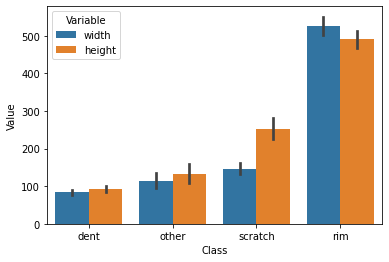 Variable
width
height
500
400
300
200
100
0
Value
dent
other
scratch
rim
Class